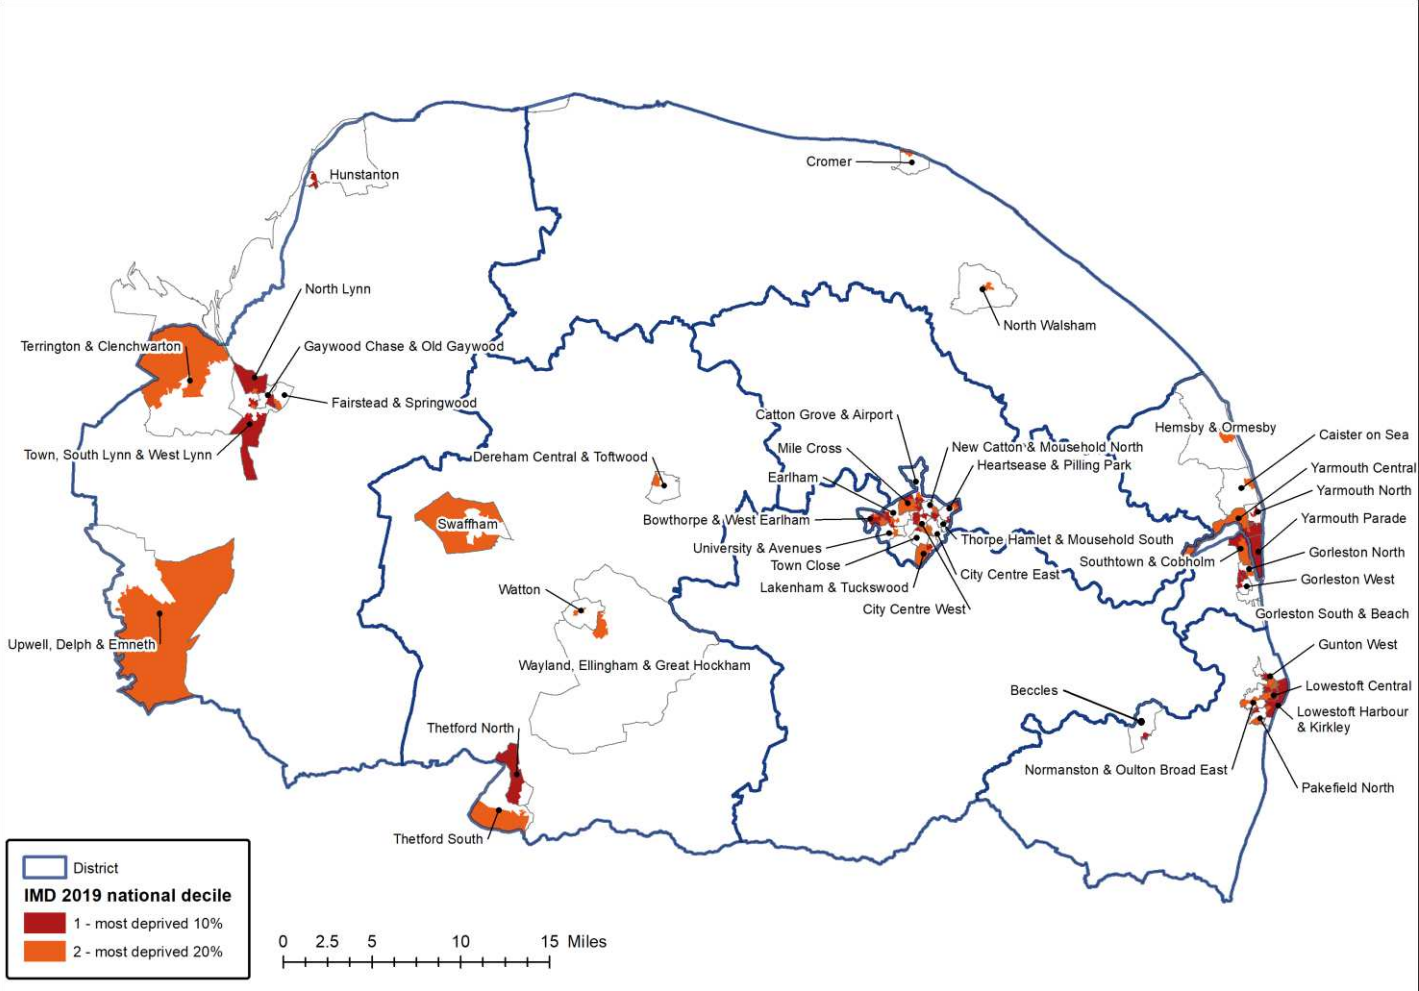 Cromer
Hunstanton
North Lynn
North Walsham
Terrington & Clenchwarton
Gaywood Chase & Old Gaywood
Fairstead & Springwood
Catton Grove & Airport
Hemsby & Ormesby
Caister on Sea
Town, South Lynn & West Lynn
Dereham Central & Toftwood
Mile Cross
New Catton & Mousehold North
Heartsease & Pilling Park
Yarmouth Central
Earlham
Yarmouth North
Swaffham
Bowthorpe & West Earlham
Yarmouth Parade
Thorpe Hamlet & Mousehold South
University & Avenues
Gorleston North
Town Close
Southtown & Cobholm
City Centre East
Gorleston West
Watton
Lakenham & Tuckswood
City Centre West
Gorleston South & Beach
Upwell, Delph & Emneth
Gunton West
Wayland, Ellingham & Great Hockham
Beccles
Lowestoft Central
Lowestoft Harbour
& Kirkley
Thetford North
Normanston & Oulton Broad East
Pakefield North
Thetford South
District
IMD 2019 national decile
1 - most deprived 10%
2 - most deprived 20%
0 2.5 5 10 15 Miles